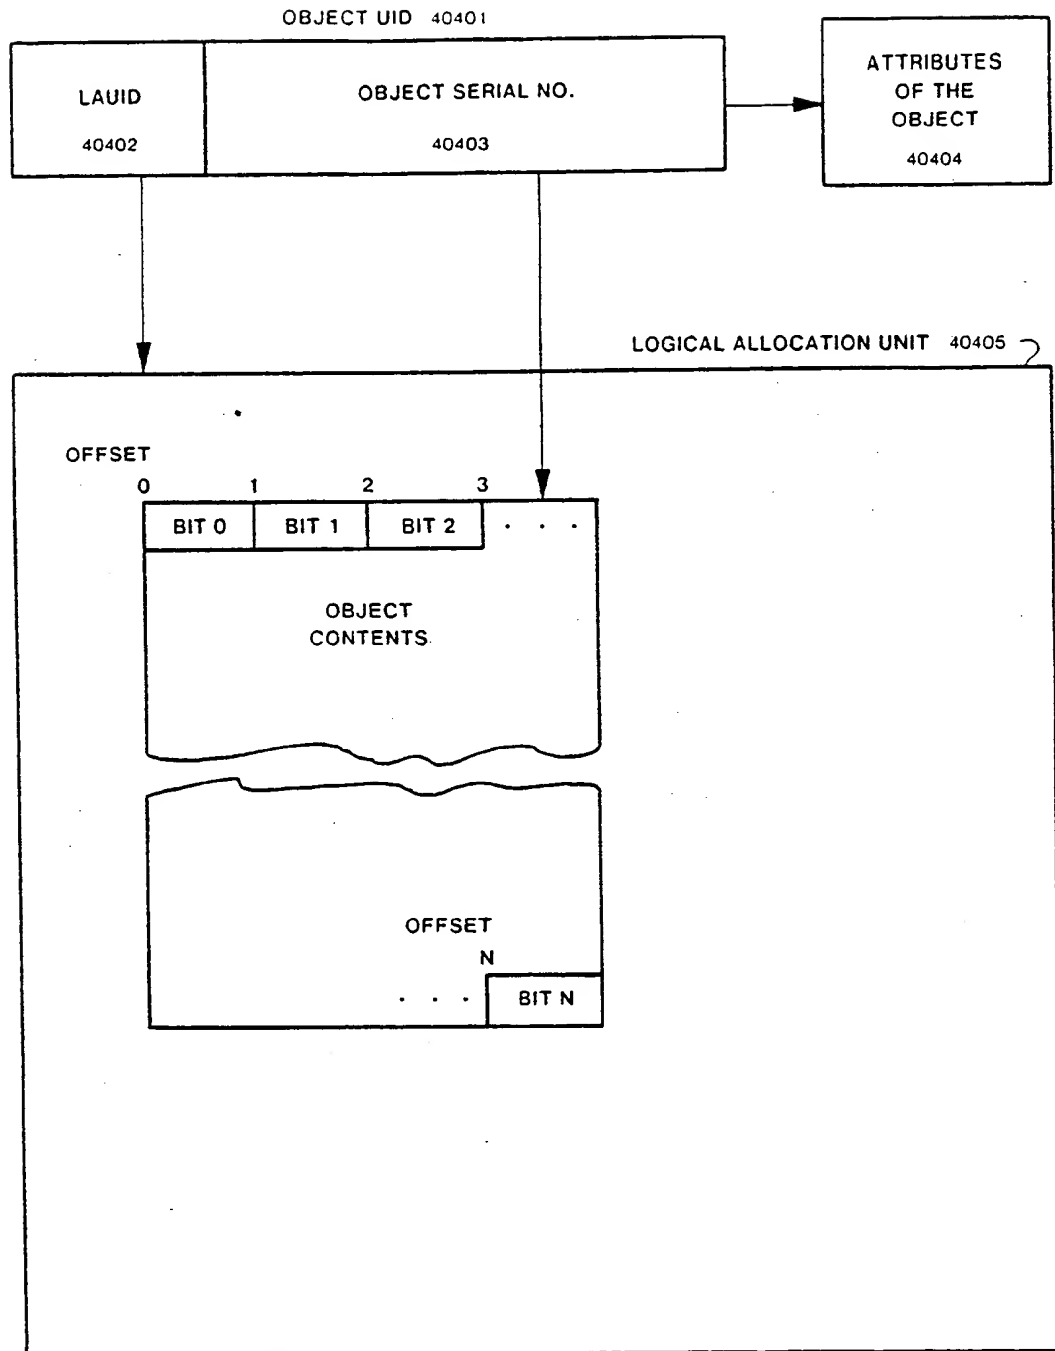 OBJECT UID 40401
LAUID
40402
OBJECT SERIAL NO.
40403
ATTRIBUTES
OF THE
OBJECT
40404
LOGICAL ALLOCATION UNIT 40405
OFFSET
0 1 2 3
BIT 0 BIT 1 BIT 2 . . .
OBJECT
CONTENTS
OFFSET
N
. . . BIT N